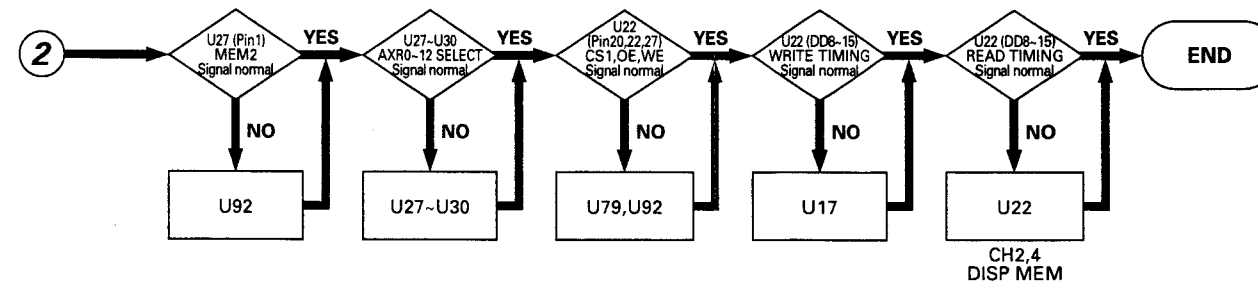 2
U27 (Pin1)
MEM2
Signal normal
YES
NO
U92
U27~U30
AXR0~12 SELECT
Signal normal
YES
NO
U27~U30
U22
(Pin20,22,27)
CS1,OE,WE
Signal normal
YES
NO
U79,U92
U22 (DD8~15)
WRITE TIMING
Signal normal
YES
NO
U17
U22 (DD8~15)
READ TIMING
Signal normal
YES
NO
U22
CH2,4
DISP MEM
END